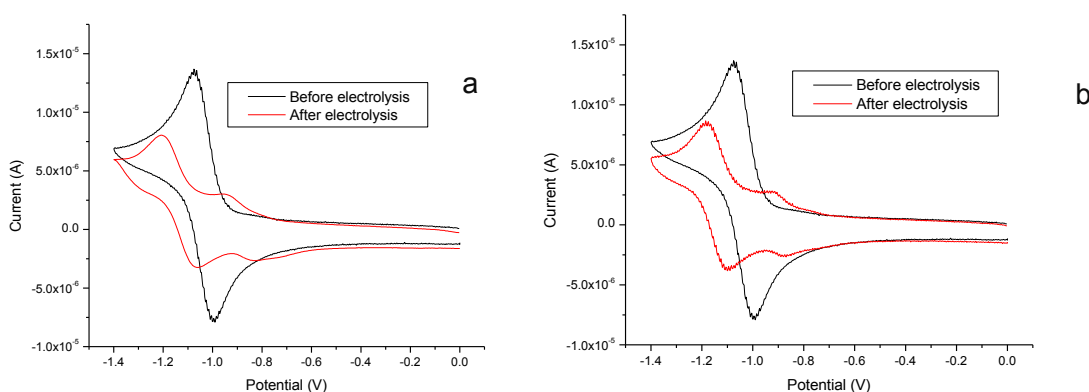 a
1.5x10⁻⁵
1.0x10⁻⁵
5.0x10⁻⁶
0.0
-5.0x10⁻⁶
-1.0x10⁻⁵
Current (A)
Before electrolysis
After electrolysis
-1.4 -1.2 -1.0 -0.8 -0.6 -0.4 -0.2 0.0
Potential (V)
b
1.5x10⁻⁵
1.0x10⁻⁵
5.0x10⁻⁶
0.0
-5.0x10⁻⁶
-1.0x10⁻⁵
Current (A)
Before electrolysis
After electrolysis
-1.4 -1.2 -1.0 -0.8 -0.6 -0.4 -0.2 0.0
Potential (V)